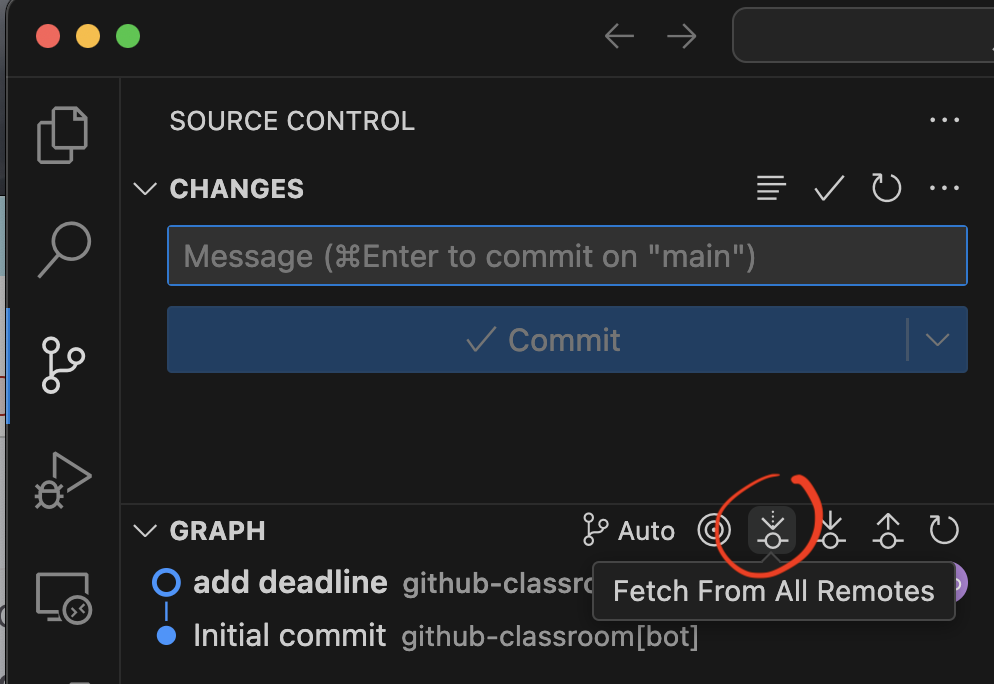 SOURCE CONTROL
CHANGES
Message (⌘Enter to commit on "main")
Commit
GRAPH
Auto
add deadline github-classro
Fetch From All Remotes
Initial commit github-classroom[bot]